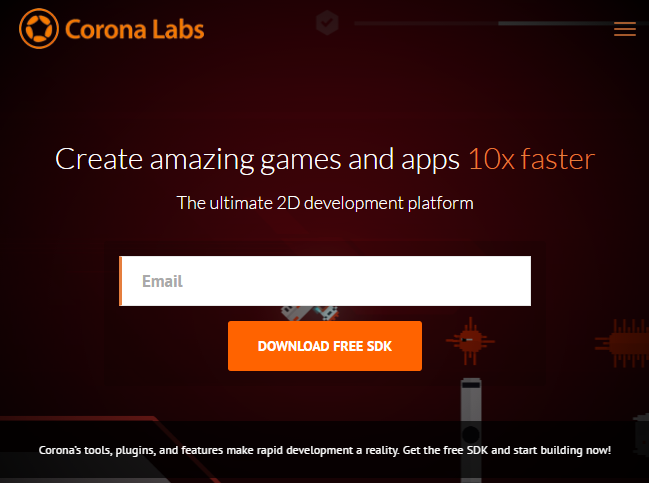 Corona Labs
Create amazing games and apps 10x faster
The ultimate 2D development platform
Email
DOWNLOAD FREE SDK
Corona's tools, plugins, and features make rapid development a reality. Get the free SDK and start building now!